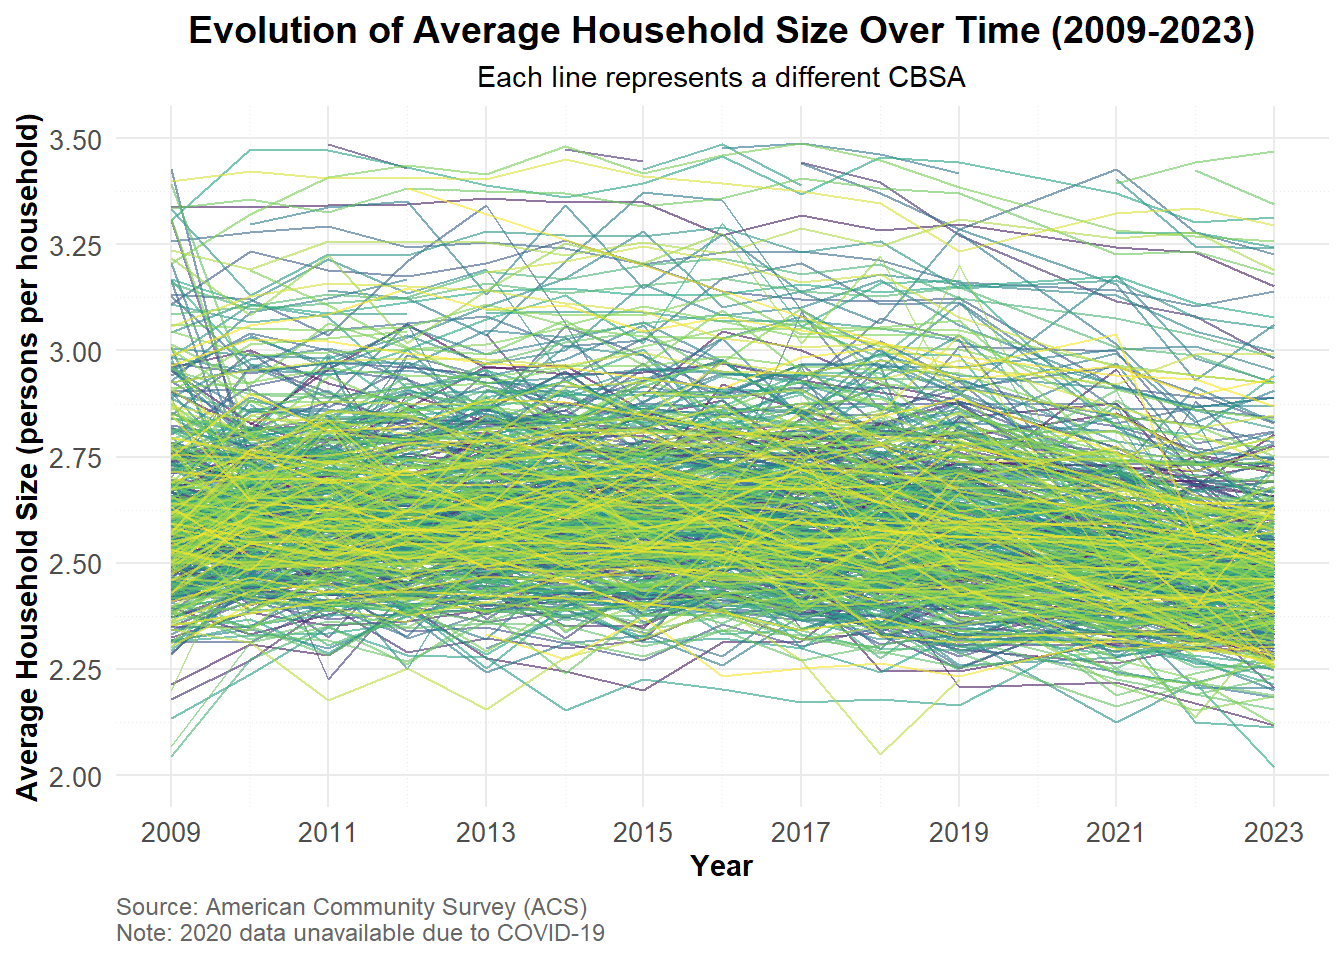 Evolution of Average Household Size Over Time (2009-2023)
Each line represents a different CBSA
Average Household Size (persons per household)
3.50
3.25
3.00
2.75
2.50
2.25
2.00
2009 2011 2013 2015 2017 2019 2021 2023
Year
Source: American Community Survey (ACS)
Note: 2020 data unavailable due to COVID-19